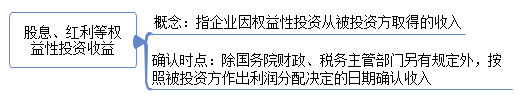 股息、红利等权
益性投资收益
概念：指企业因权益性投资从被投资方取得的收入
确认时点：除国务院财政、税务主管部门另有规定外，按
照被投资方作出利润分配决定的日期确认收入